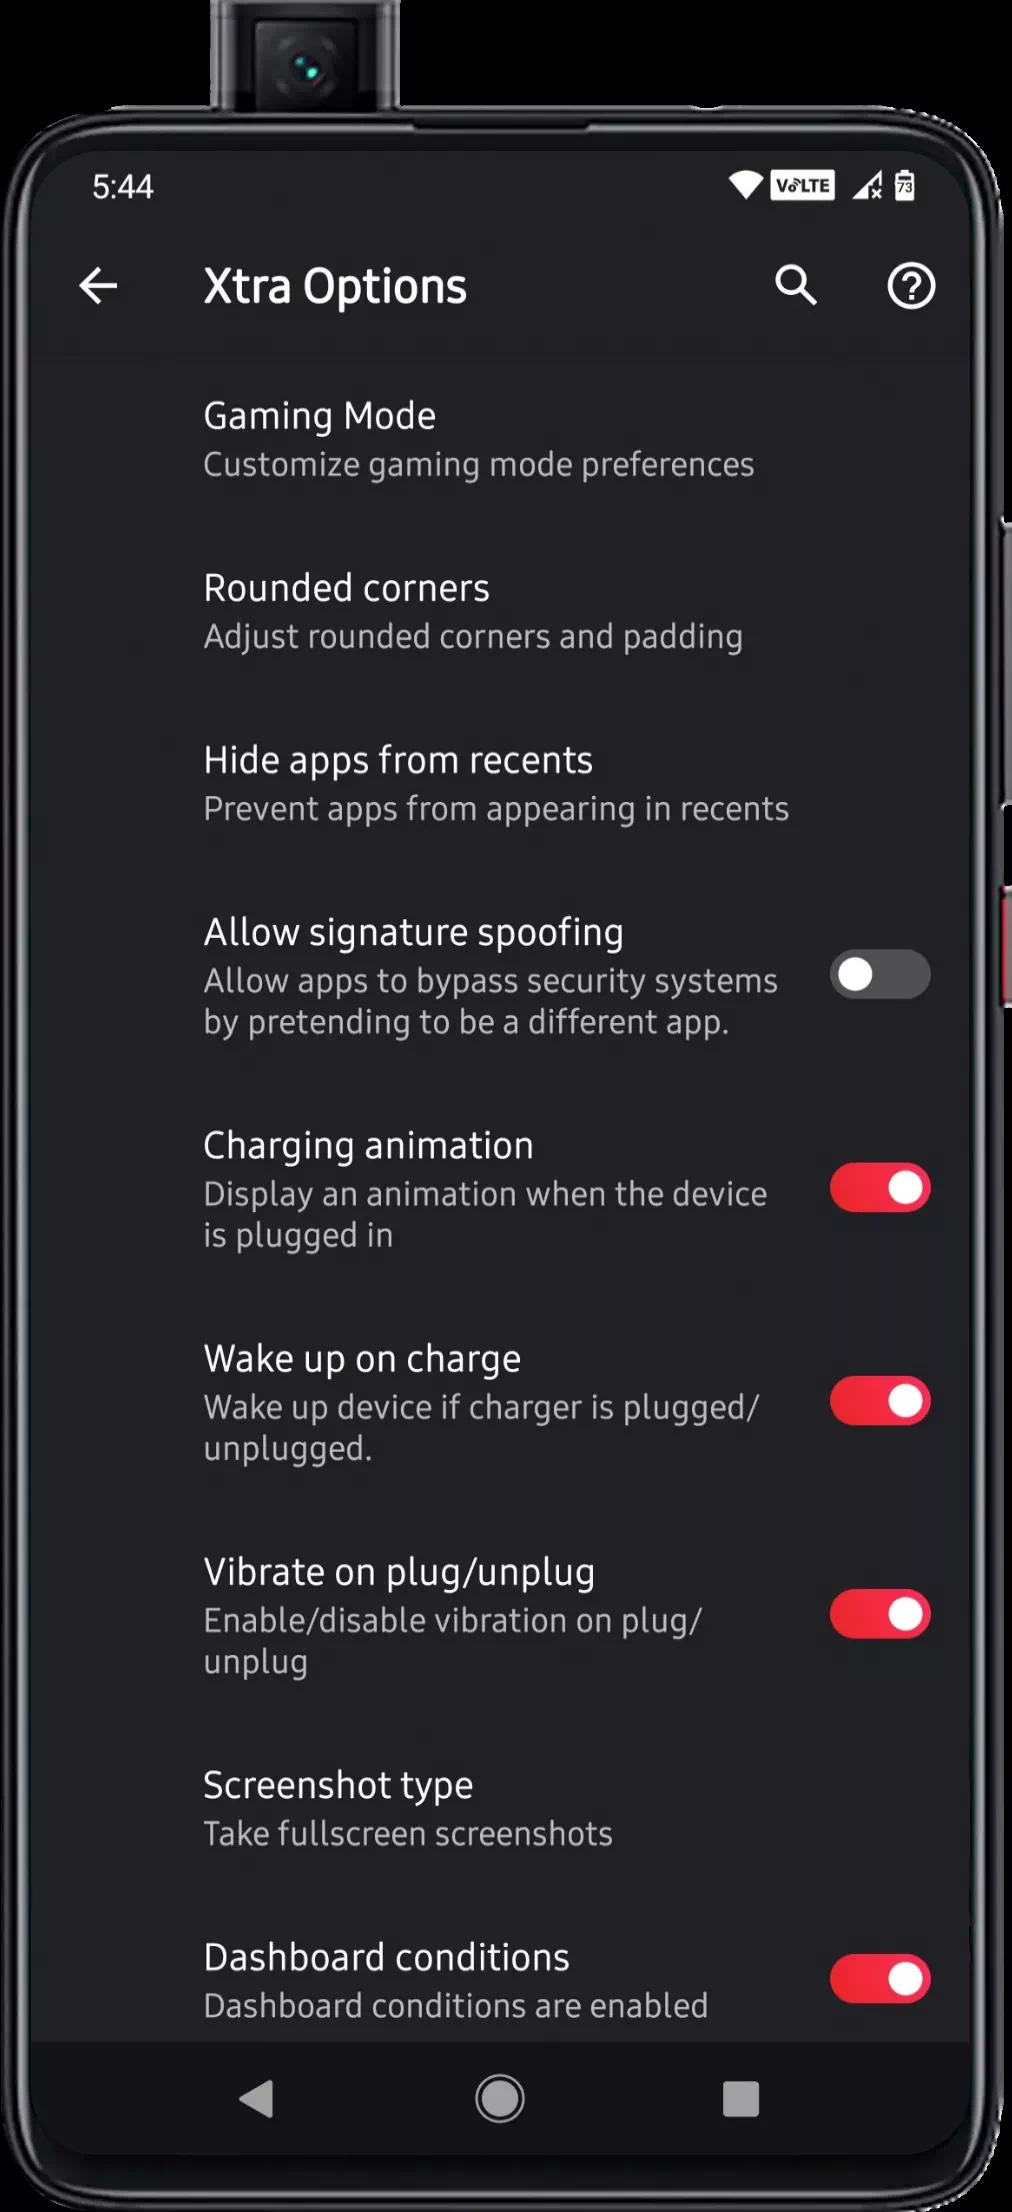 5:44
VoLTE
73
Xtra Options
Gaming Mode
Customize gaming mode preferences
Rounded corners
Adjust rounded corners and padding
Hide apps from recents
Prevent apps from appearing in recents
Allow signature spoofing
Allow apps to bypass security systems
by pretending to be a different app.
Charging animation
Display an animation when the device
is plugged in
Wake up on charge
Wake up device if charger is plugged/
unplugged.
Vibrate on plug/unplug
Enable/disable vibration on plug/
unplug
Screenshot type
Take fullscreen screenshots
Dashboard conditions
Dashboard conditions are enabled